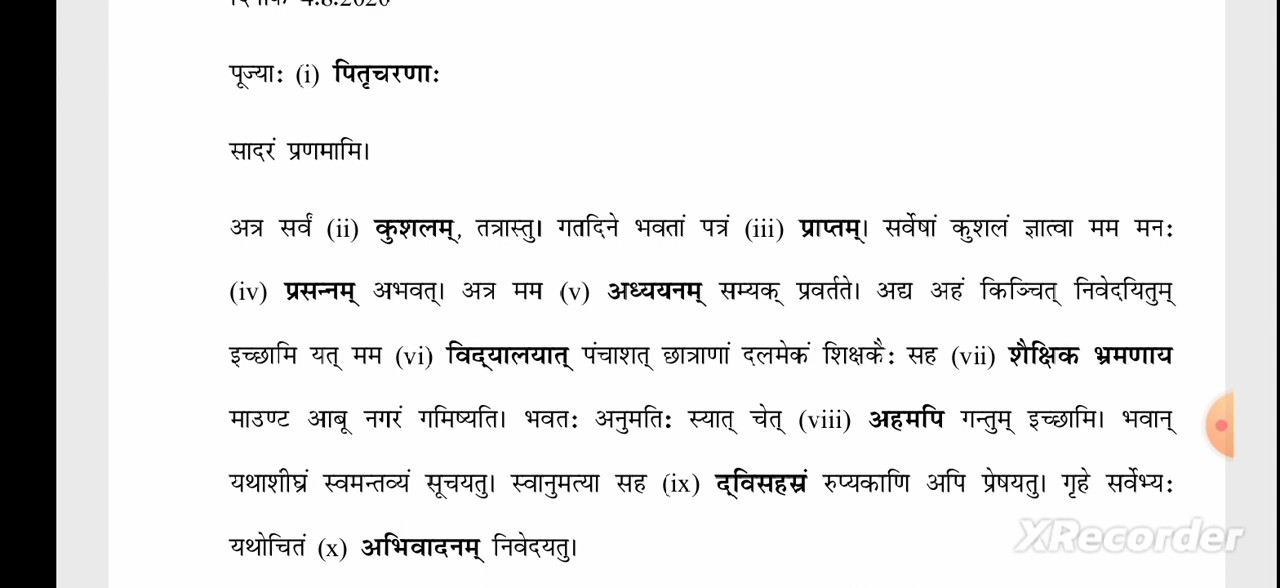 दिनांक 4.8.2020
पूज्याः (i) पितृचरणाः
सादरं प्रणमामि।
अत्र सर्वं (ii) कुशलम्, तत्रास्तु। गतदिने भवतां पत्रं (iii) प्राप्तम्। सर्वेषां कुशलं ज्ञात्वा मम मनः
(iv) प्रसन्नम् अभवत्। अत्र मम (v) अध्ययनम् सम्यक् प्रवर्तते। अद्य अहं किञ्चित् निवेदयितुम्
इच्छामि यत् मम (vi) विद्यालयात् पंचाशत् छात्राणां दलमेकं शिक्षकैः सह (vii) शैक्षिक भ्रमणाय
माउण्ट आबू नगरं गमिष्यति। भवतः अनुमतिः स्यात् चेत् (viii) अहमपि गन्तुम् इच्छामि। भवान्
यथाशीघ्रं स्वमन्तव्यं सूचयतु। स्वानुमत्या सह (ix) द्विसहस्रं रुप्यकाणि अपि प्रेषयतु। गृहे सर्वेभ्यः
यथोचितं (x) अभिवादनम् निवेदयतु।
XRecorder